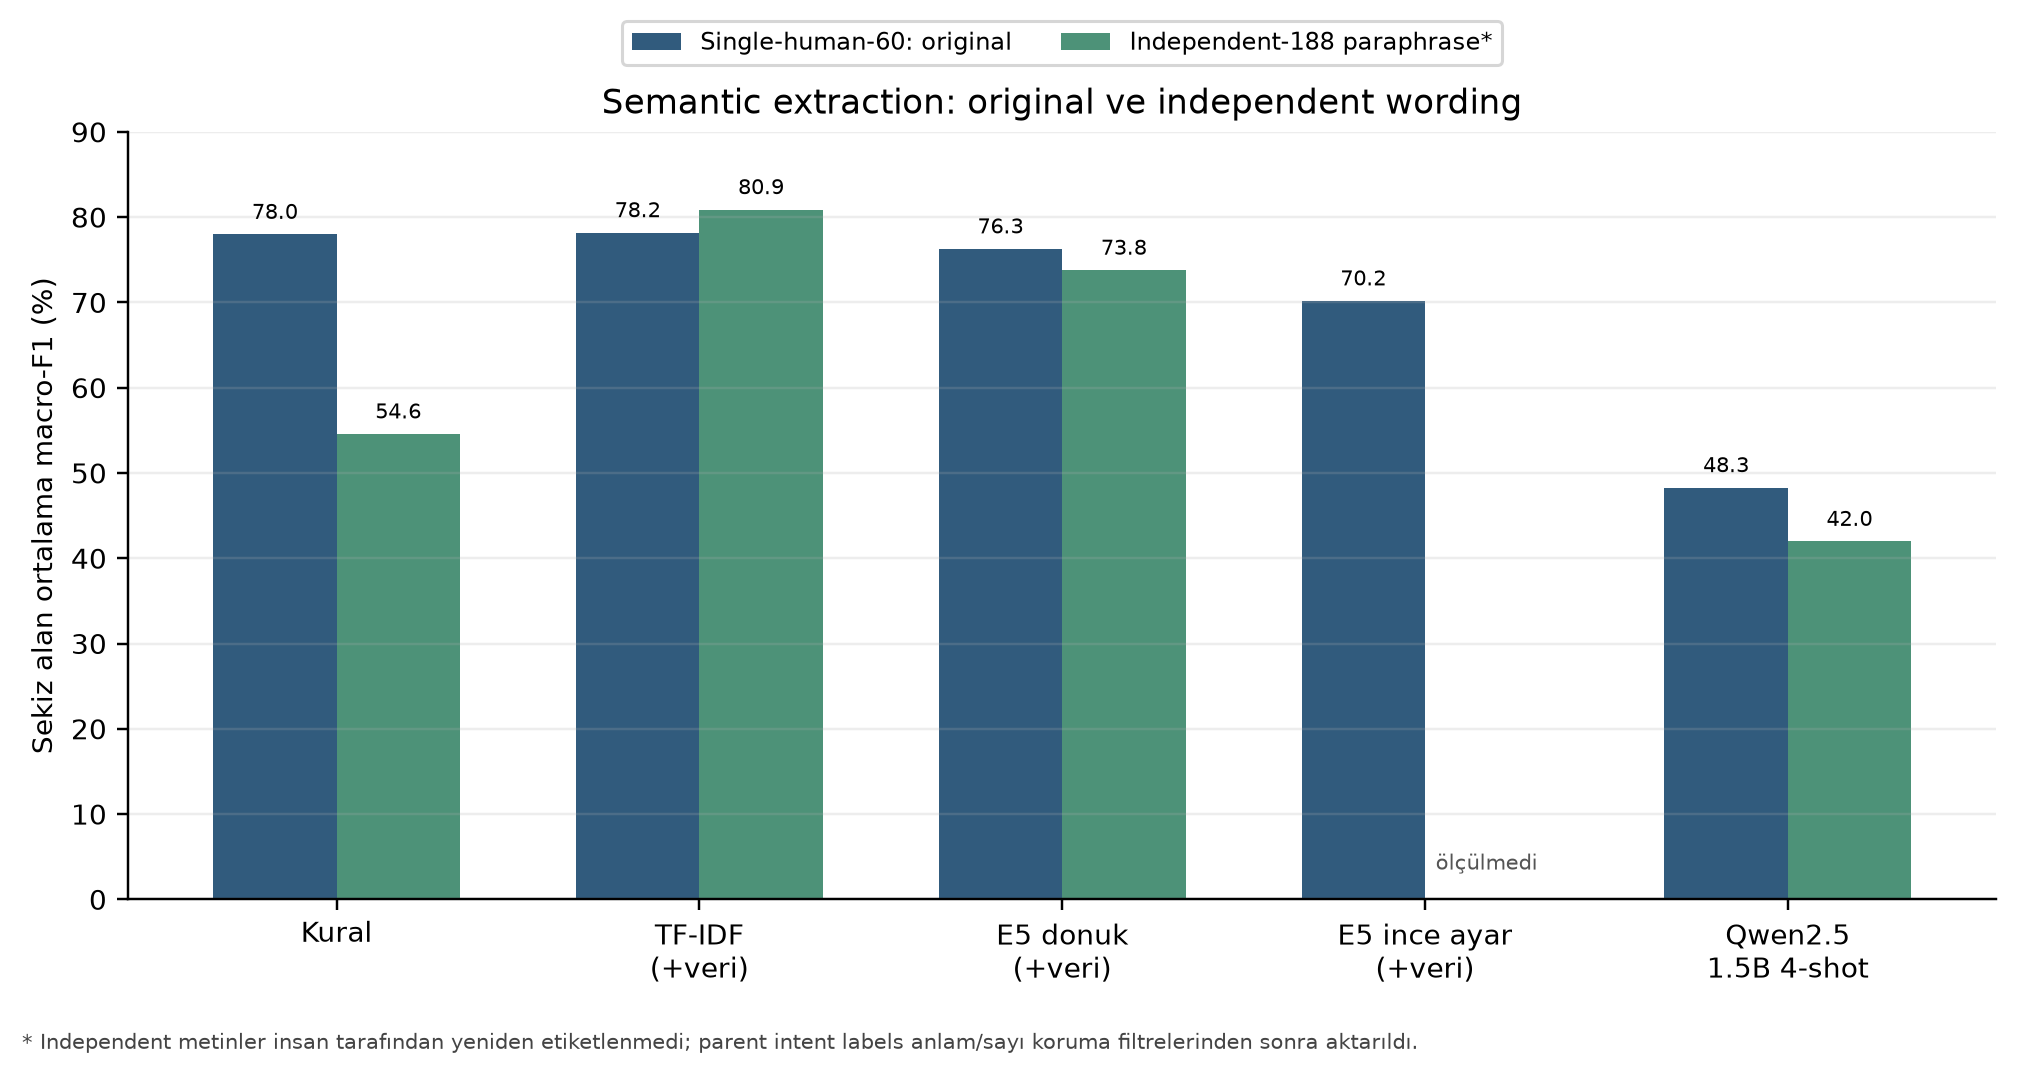 Single-human-60: original
Independent-188 paraphrase*
Semantic extraction: original ve independent wording
Sekiz alan ortalama macro-F1 (%)
90
80
70
60
50
40
30
20
10
0
78.0
54.6
78.2
80.9
76.3
73.8
70.2
ölçülmedi
48.3
42.0
Kural
TF-IDF
(+veri)
E5 donuk
(+veri)
E5 ince ayar
(+veri)
Qwen2.5
1.5B 4-shot
* Independent metinler insan tarafından yeniden etiketlenmedi; parent intent labels anlam/sayı koruma filtrelerinden sonra aktarıldı.